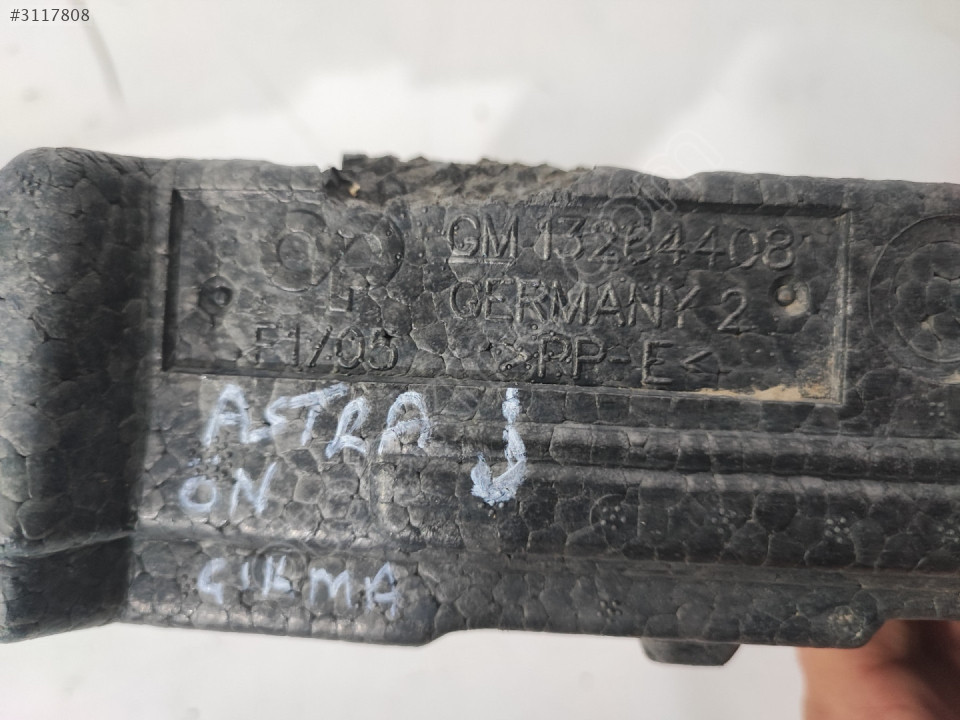 #3117808
GM 13264408
GERMANY 2
F1/05 >PP-E<
ASTRA J
ÖN
ÇIKMA